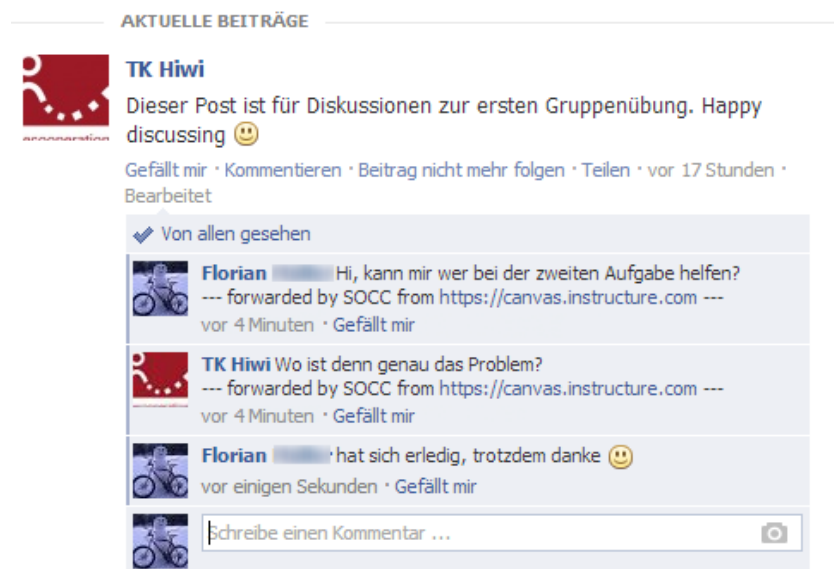 AKTUELLE BEITRÄGE
TK Hiwi
Dieser Post ist für Diskussionen zur ersten Gruppenübung. Happy
discussing
Gefällt mir · Kommentieren · Beitrag nicht mehr folgen · Teilen · vor 17 Stunden ·
Bearbeitet
Von allen gesehen
Florian Hi, kann mir wer bei der zweiten Aufgabe helfen?
--- forwarded by SOCC from https://canvas.instructure.com ---
vor 4 Minuten · Gefällt mir
TK Hiwi Wo ist denn genau das Problem?
--- forwarded by SOCC from https://canvas.instructure.com ---
vor 4 Minuten · Gefällt mir
Florian hat sich erledig, trotzdem danke
vor einigen Sekunden · Gefällt mir
Schreibe einen Kommentar ...